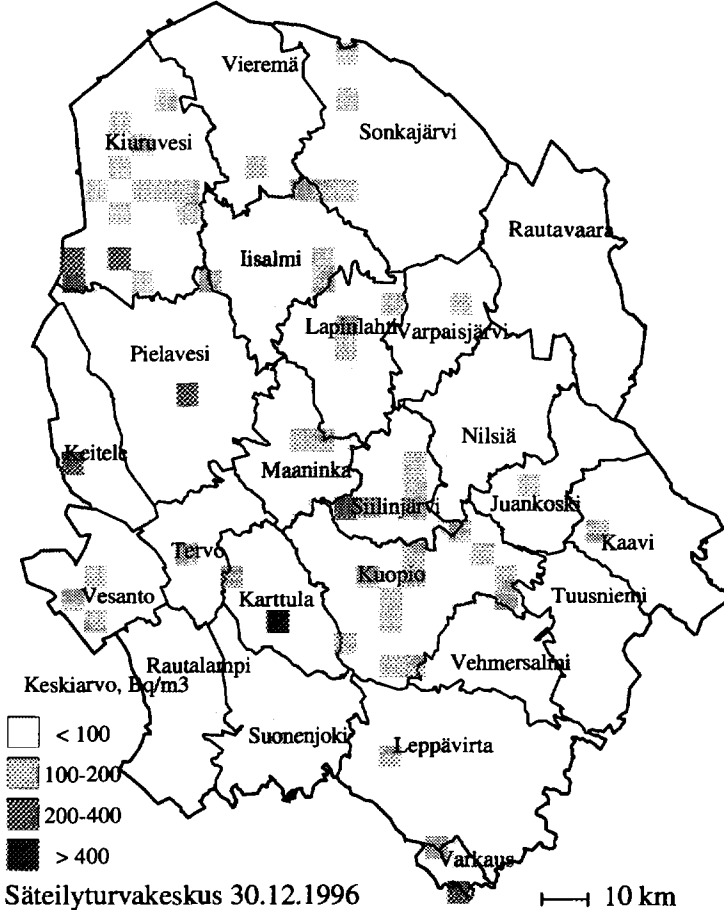 Vieremä
Sonkajärvi
Kiuruvesi
Rautavaara
Iisalmi
Lapinlahti
Varpaisjärvi
Pielavesi
Nilsiä
Keitele
Maaninka
Siilinjärvi
Juankoski
Kaavi
Tervo
Kuopio
Vesanto
Karttula
Tuusniemi
Rautalampi
Vehmersalmi
Keskiarvo, Bq/m3
< 100
Suonenjoki
Leppävirta
100-200
200-400
> 400
Varkaus
Säteilyturvakeskus 30.12.1996
10 km